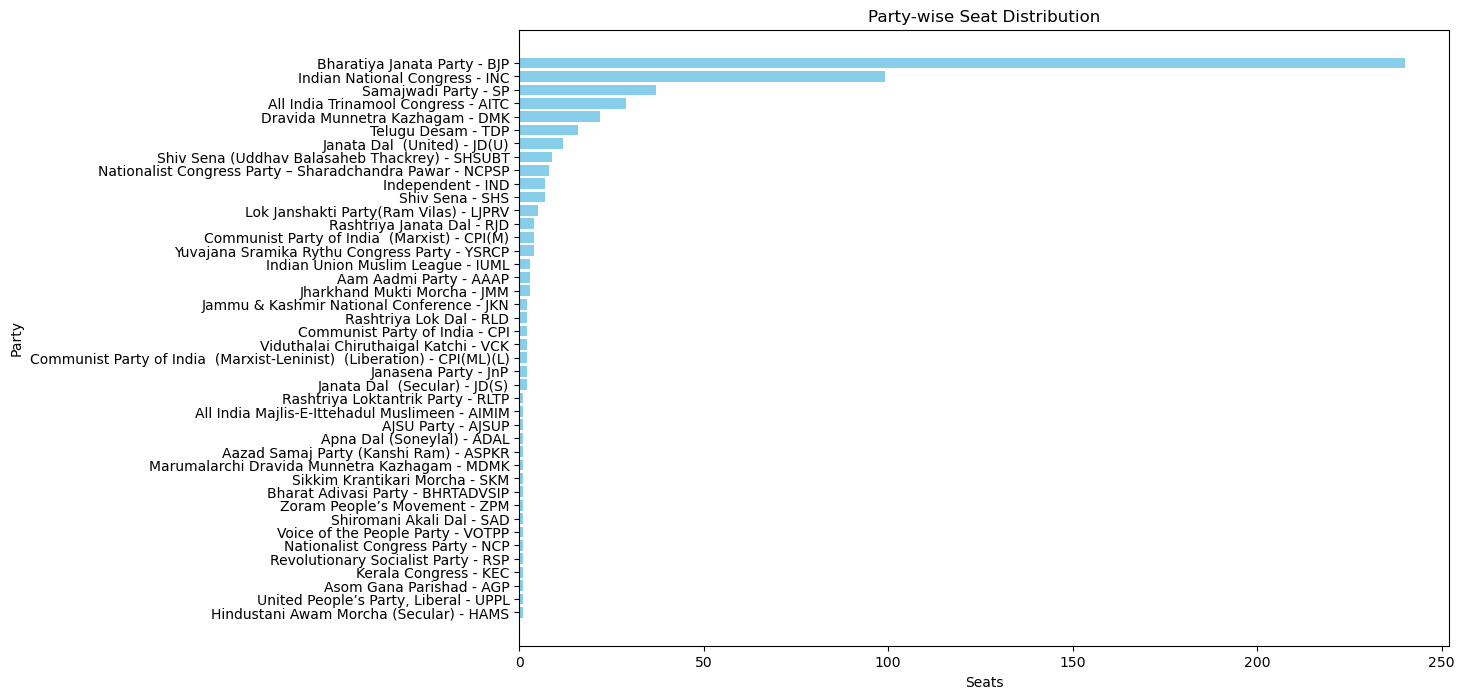 Party-wise Seat Distribution
Party
Bharatiya Janata Party - BJP
Indian National Congress - INC
Samajwadi Party - SP
All India Trinamool Congress - AITC
Dravida Munnetra Kazhagam - DMK
Telugu Desam - TDP
Janata Dal  (United) - JD(U)
Shiv Sena (Uddhav Balasaheb Thackrey) - SHSUBT
Nationalist Congress Party – Sharadchandra Pawar - NCPSP
Independent - IND
Shiv Sena - SHS
Lok Janshakti Party(Ram Vilas) - LJPRV
Rashtriya Janata Dal - RJD
Communist Party of India  (Marxist) - CPI(M)
Yuvajana Sramika Rythu Congress Party - YSRCP
Indian Union Muslim League - IUML
Aam Aadmi Party - AAAP
Jharkhand Mukti Morcha - JMM
Jammu & Kashmir National Conference - JKN
Rashtriya Lok Dal - RLD
Communist Party of India - CPI
Viduthalai Chiruthaigal Katchi - VCK
Communist Party of India  (Marxist-Leninist)  (Liberation) - CPI(ML)(L)
Janasena Party - JnP
Janata Dal  (Secular) - JD(S)
Rashtriya Loktantrik Party - RLTP
All India Majlis-E-Ittehadul Muslimeen - AIMIM
AJSU Party - AJSUP
Apna Dal (Soneylal) - ADAL
Aazad Samaj Party (Kanshi Ram) - ASPKR
Marumalarchi Dravida Munnetra Kazhagam - MDMK
Sikkim Krantikari Morcha - SKM
Bharat Adivasi Party - BHRTADVSIP
Zoram People’s Movement - ZPM
Shiromani Akali Dal - SAD
Voice of the People Party - VOTPP
Nationalist Congress Party - NCP
Revolutionary Socialist Party - RSP
Kerala Congress - KEC
Asom Gana Parishad - AGP
United People’s Party, Liberal - UPPL
Hindustani Awam Morcha (Secular) - HAMS
0 50 100 150 200 250
Seats